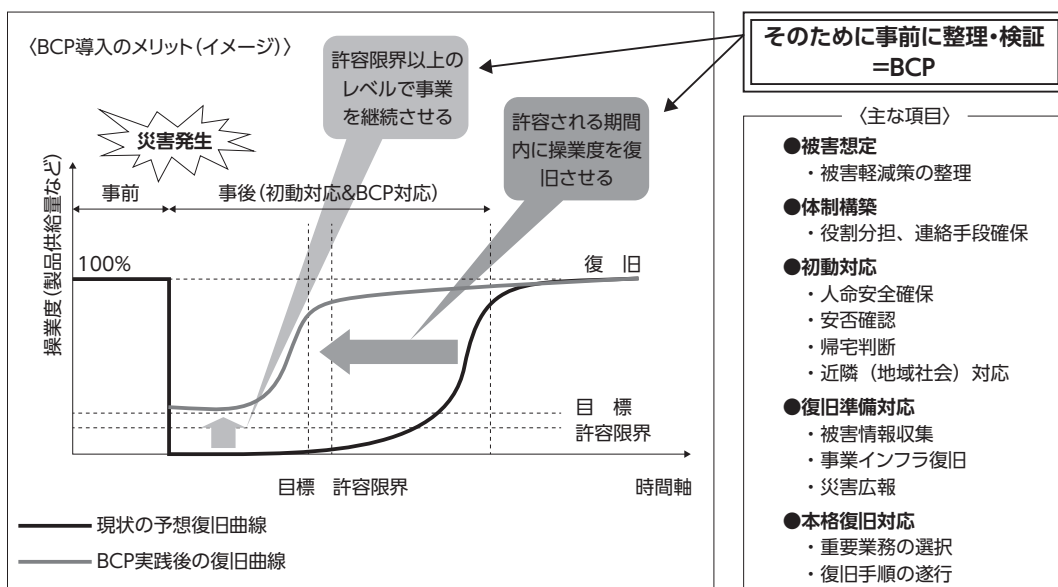 〈BCP導入のメリット(イメージ)〉
許容限界以上の
レベルで事業
を継続させる
許容される期間
内に操業度を復
旧させる
災害発生
事前
事後(初動対応&BCP対応)
操業度(製品供給量など)
100%
復 旧
目 標
許容限界
目標 許容限界
時間軸
現状の予想復旧曲線
BCP実践後の復旧曲線
そのために事前に整理・検証
=BCP
〈主な項目〉
●被害想定
・被害軽減策の整理
●体制構築
・役割分担、連絡手段確保
●初動対応
・人命安全確保
・安否確認
・帰宅判断
・近隣(地域社会)対応
●復旧準備対応
・被害情報収集
・事業インフラ復旧
・災害広報
●本格復旧対応
・重要業務の選択
・復旧手順の遂行